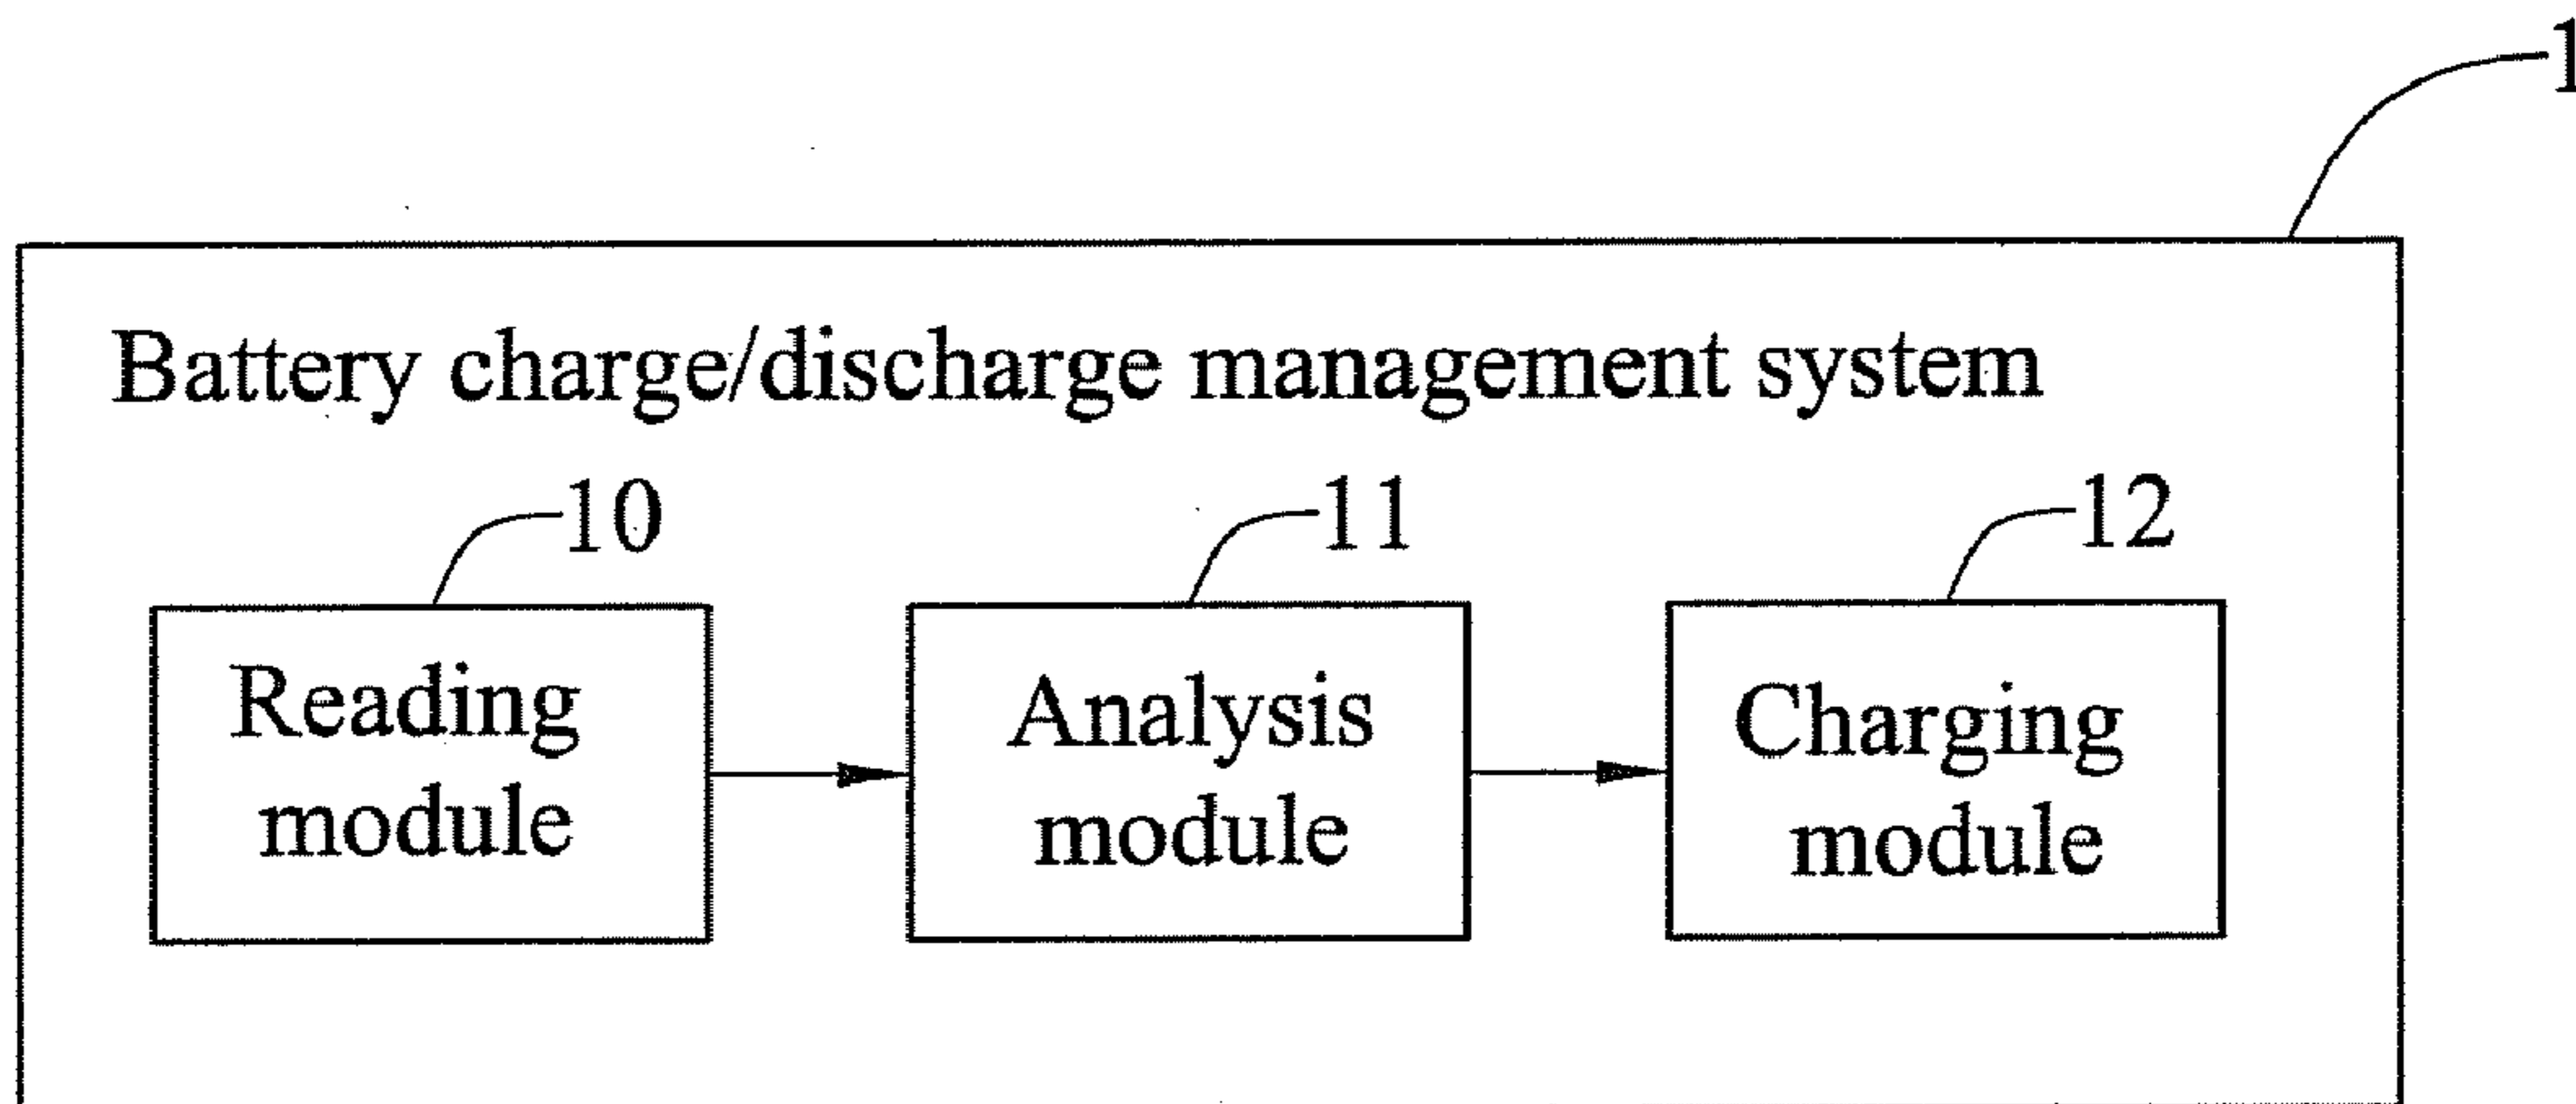 1
Battery charge/discharge management system
10
11
12
Reading
module
Analysis
module
Charging
module